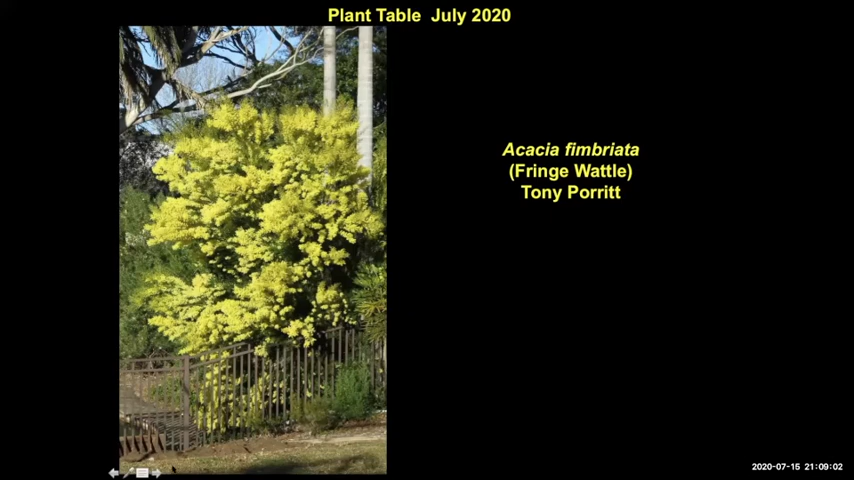 Plant Table July 2020
Acacia fimbriata
(Fringe Wattle)
Tony Porritt
2020-07-15 21:09:02